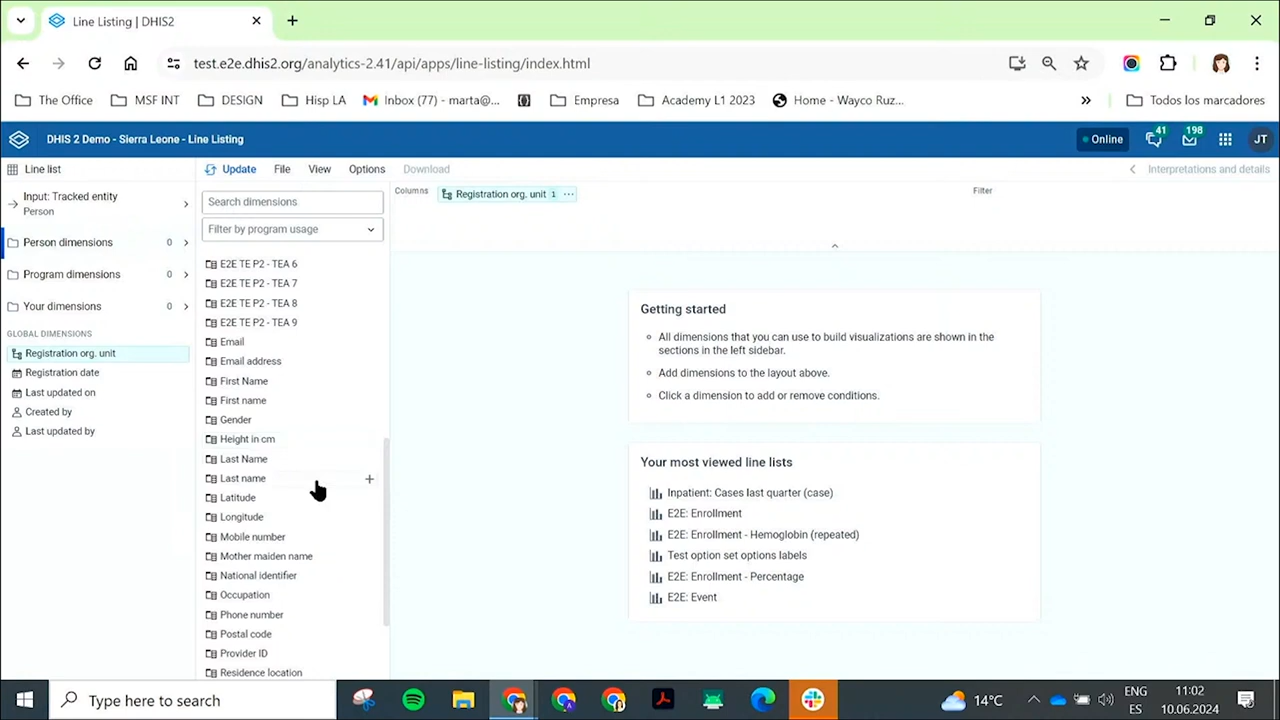 Line Listing | DHIS2
test.e2e.dhis2.org/analytics-2.41/api/apps/line-listing/index.html
The Office
MSF INT
DESIGN
Hisp LA
Inbox (77) - marta@...
Empresa
Academy L1 2023
Home - Wayco Ruz...
Todos los marcadores
DHIS 2 Demo - Sierra Leone - Line Listing
Online
41
198
JT
Line list
Update
File
View
Options
Download
Interpretations and details
Input: Tracked entity
Person
Person dimensions 0
Program dimensions 0
Your dimensions 0
GLOBAL DIMENSIONS
Registration org. unit
Registration date
Last updated on
Created by
Last updated by
Search dimensions
Filter by program usage
E2E TE P2 - TEA 6
E2E TE P2 - TEA 7
E2E TE P2 - TEA 8
E2E TE P2 - TEA 9
Email
Email address
First Name
First name
Gender
Height in cm
Last Name
Last name
Latitude
Longitude
Mobile number
Mother maiden name
National identifier
Occupation
Phone number
Postal code
Provider ID
Residence location
Columns
Registration org. unit 1
Filter
Getting started
All dimensions that you can use to build visualizations are shown in the
sections in the left sidebar.
Add dimensions to the layout above.
Click a dimension to add or remove conditions.
Your most viewed line lists
Inpatient: Cases last quarter (case)
E2E: Enrollment
E2E: Enrollment - Hemoglobin (repeated)
Test option set options labels
E2E: Enrollment - Percentage
E2E: Event
Type here to search
14°C
ENG
ES
11:02
10.06.2024